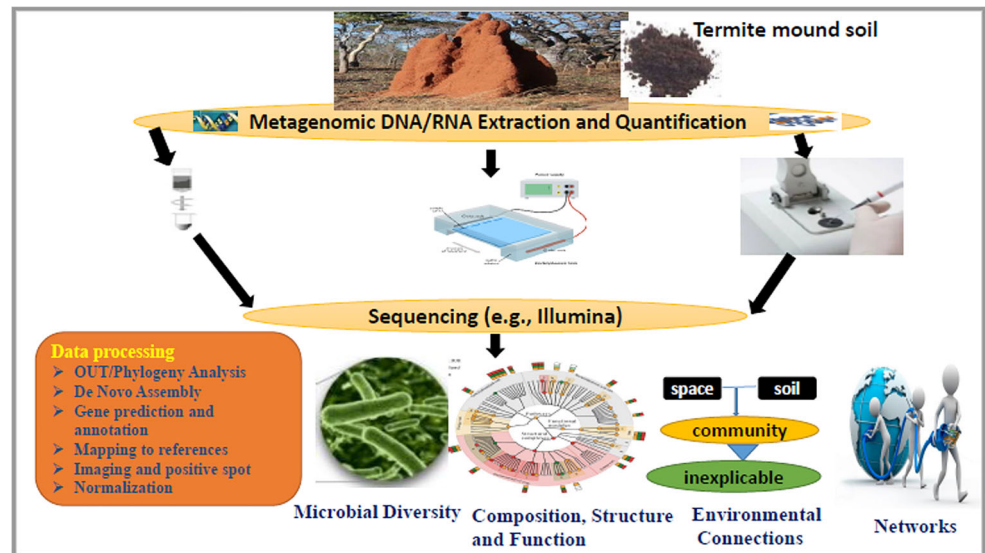 Termite mound soil
Metagenomic DNA/RNA Extraction and Quantification
Power supply
Sequencing (e.g., Illumina)
Data processing
➢ OUT/Phylogeny Analysis
➢ De Novo Assembly
➢ Gene prediction and
annotation
➢ Mapping to references
➢ Imaging and positive spot
➢ Normalization
space
soil
community
inexplicable
Microbial Diversity
Composition, Structure
and Function
Environmental
Connections
Networks